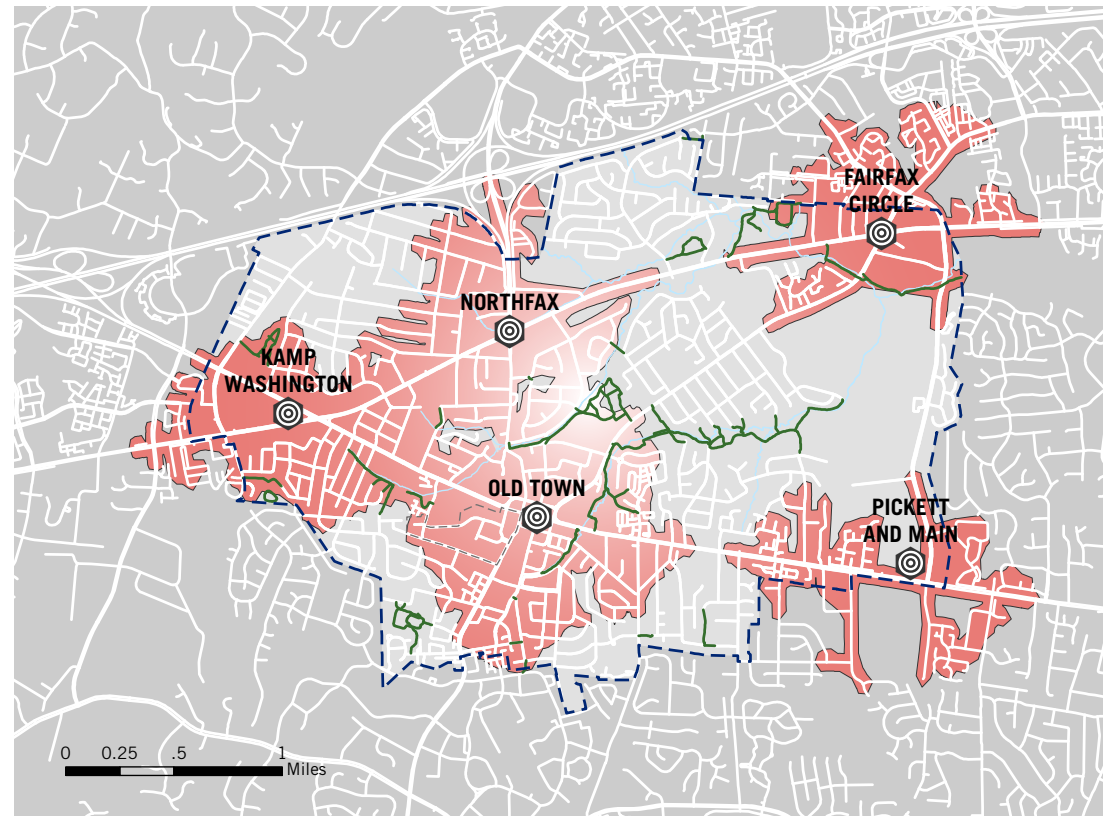 FAIRFAX
CIRCLE
NORTHFAX
KAMP
WASHINGTON
OLD TOWN
PICKETT
AND MAIN
0 0.25 .5 1
Miles